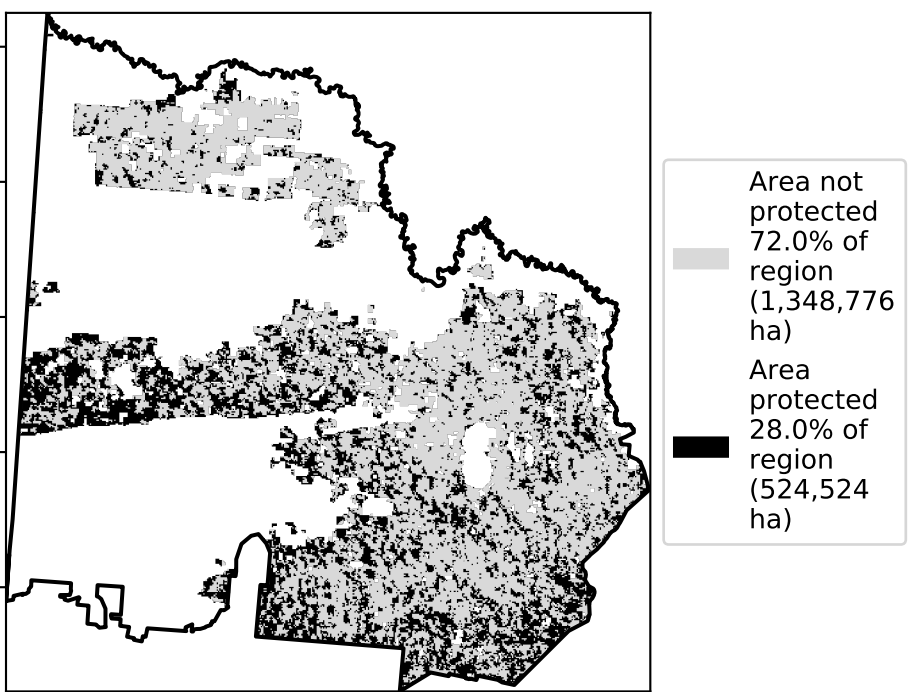 Area not
protected
72.0% of
region
(1,348,776
ha)
Area
protected
28.0% of
region
(524,524
ha)